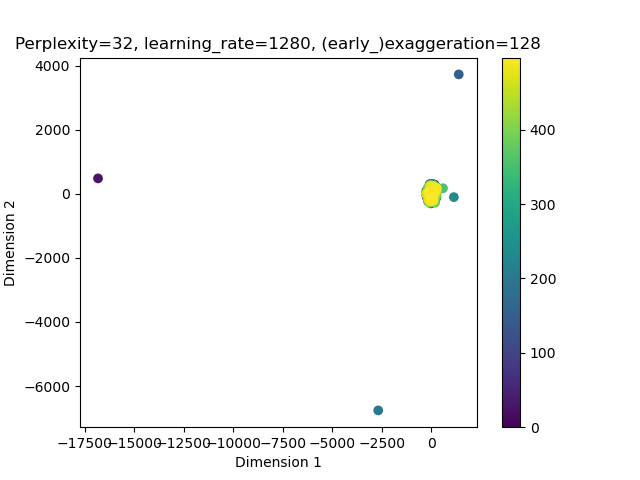 Perplexity=32, learning_rate=1280, (early_)exaggeration=128
4000
2000
0
−2000
−4000
−6000
Dimension 2
−17500 −15000 −12500 −10000 −7500 −5000 −2500 0
Dimension 1
400
300
200
100
0